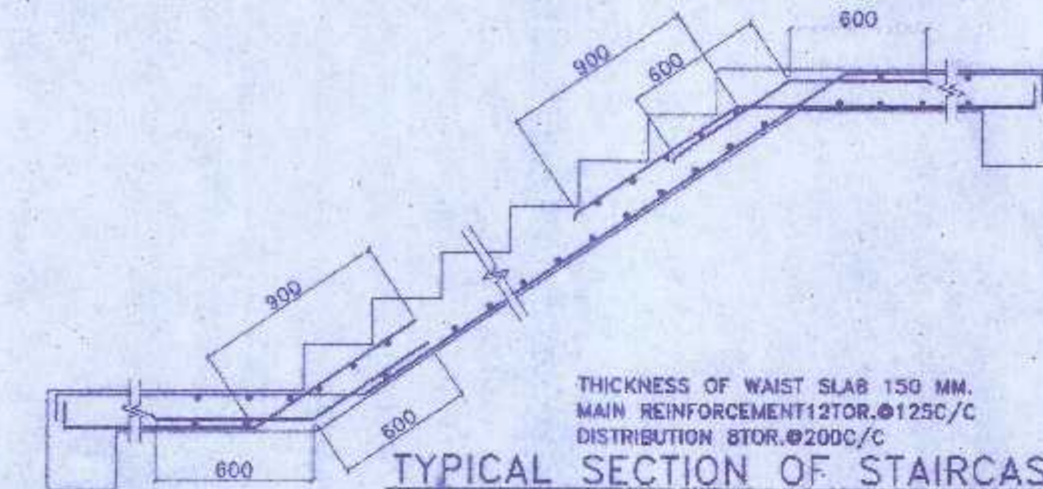 600
900
600
900
600
600
THICKNESS OF WAIST SLAB 150 MM.
MAIN REINFORCEMENT12TOR.@125C/C
DISTRIBUTION 8TOR.@200C/C
TYPICAL SECTION OF STAIRCAS